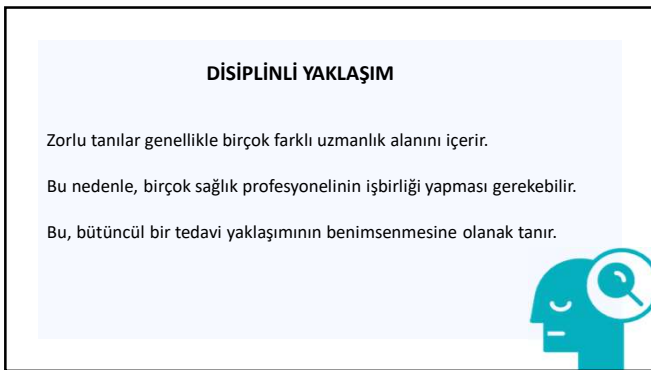 DİSİPLİNLİ YAKLAŞIM
Zorlu tanılar genellikle birçok farklı uzmanlık alanını içerir.
Bu nedenle, birçok sağlık profesyonelinin işbirliği yapması gerekebilir.
Bu, bütüncül bir tedavi yaklaşımının benimsenmesine olanak tanır.